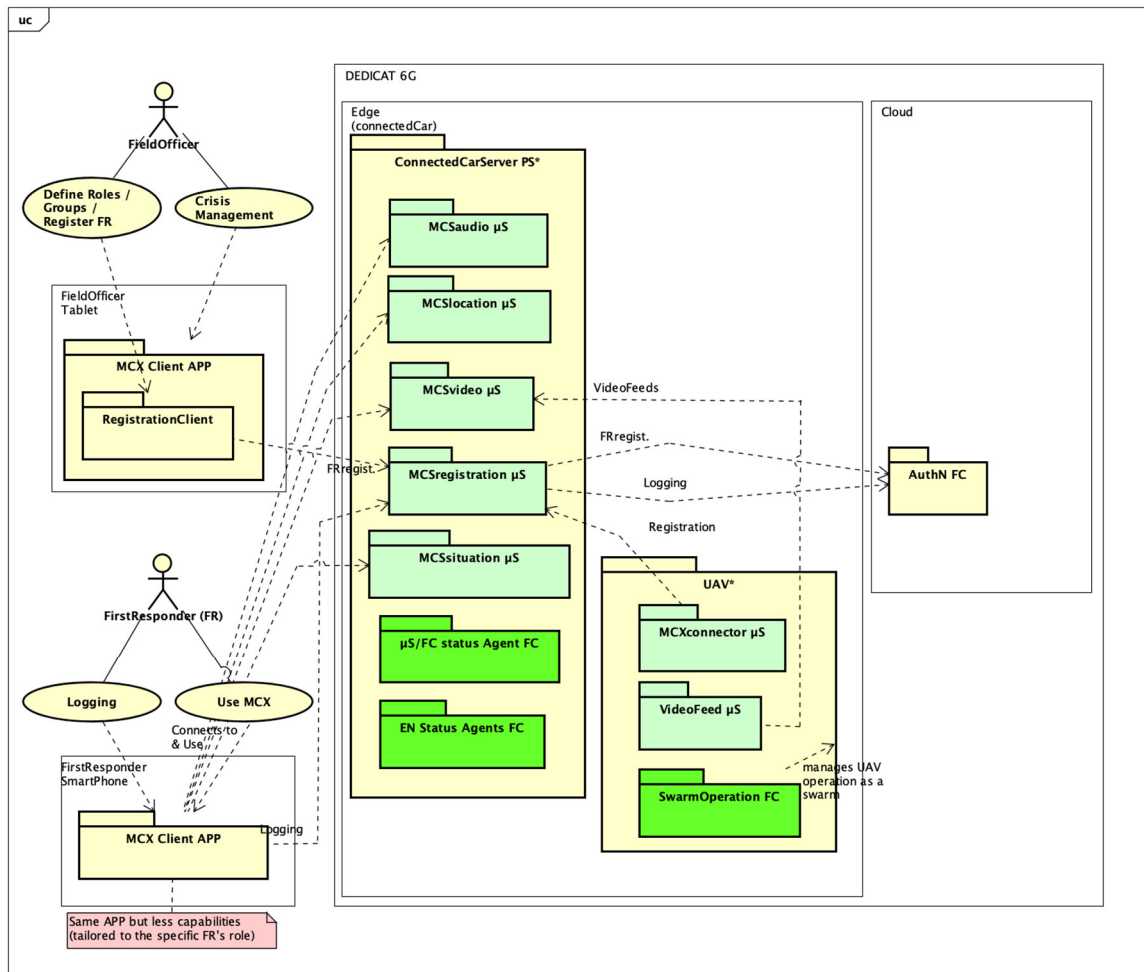 uc
DEDICAT 6G
Edge
(connectedCar)
Cloud
FieldOfficer
Define Roles /
Groups /
Register FR
Crisis
Management
FieldOfficer
Tablet
MCX Client APP
RegistrationClient
ConnectedCarServer PS*
MCSaudio µS
MCSlocation µS
MCSvideo µS
MCSregistration µS
MCSsituation µS
µS/FC status Agent FC
EN Status Agents FC
VideoFeeds
FRregist.
FRregist.
Logging
Registration
AuthN FC
UAV*
MCXconnector µS
VideoFeed µS
SwarmOperation FC
manages UAV
operation as a
swarm
FirstResponder (FR)
Logging
Use MCX
Connects to
& Use
FirstResponder
SmartPhone
MCX Client APP
Logging
Same APP but less capabilities
(tailored to the specific FR's role)